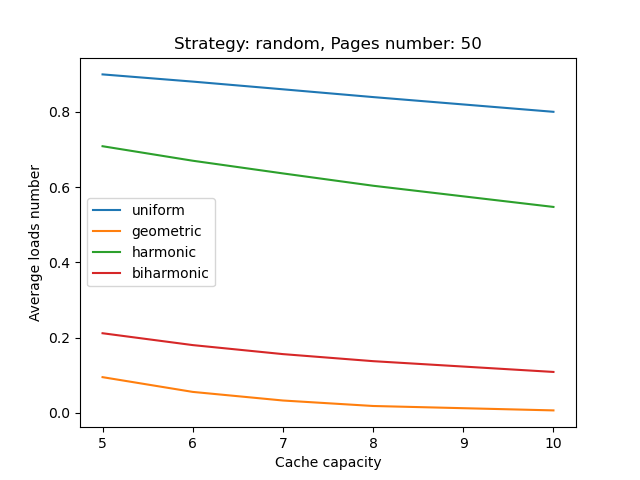 Strategy: random, Pages number: 50
Average loads number
0.8
0.6
0.4
0.2
0.0
uniform
geometric
harmonic
biharmonic
5 6 7 8 9 10
Cache capacity